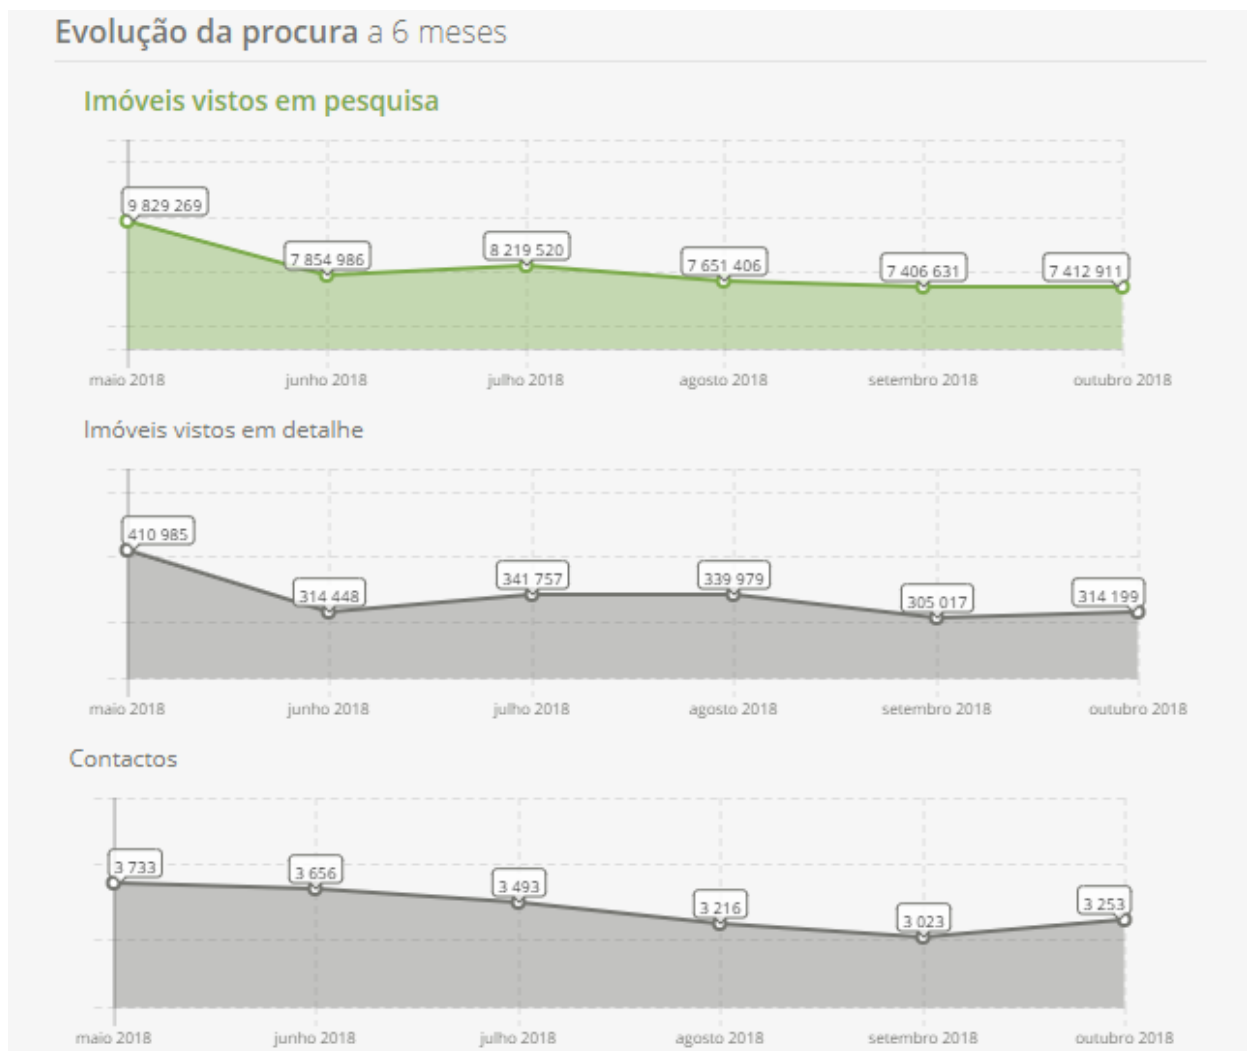 Evolução da procura a 6 meses
Imóveis vistos em pesquisa
9 829 269
7 854 986
8 219 520
7 651 406
7 406 631
7 412 911
maio 2018
junho 2018
julho 2018
agosto 2018
setembro 2018
outubro 2018
Imóveis vistos em detalhe
410 985
314 448
341 757
339 979
305 017
314 199
maio 2018
junho 2018
julho 2018
agosto 2018
setembro 2018
outubro 2018
Contactos
3 733
3 656
3 493
3 216
3 023
3 253
maio 2018
junho 2018
julho 2018
agosto 2018
setembro 2018
outubro 2018